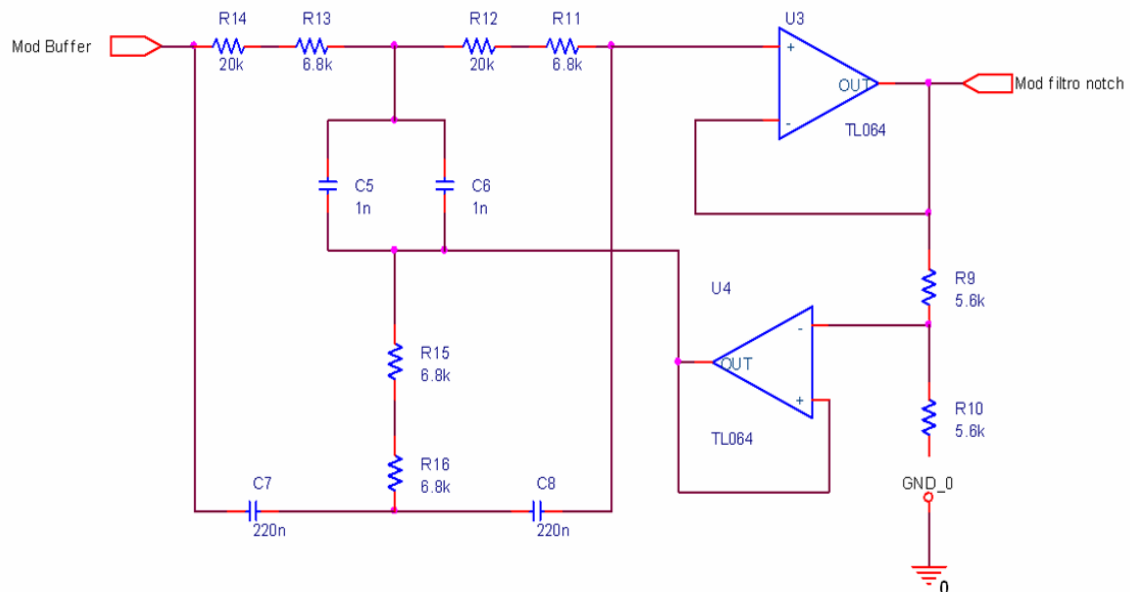 R14 R13 R12 R11 U3
Mod Buffer
20k 6.8k 20k 6.8k
+
OUT
Mod filtro notch
-
TL064
C5 C6
1n 1n
R9
5.6k
U4
-
OUT
+
TL064
R15
6.8k
R10
5.6k
R16
6.8k
C7 C8
220n 220n
GND_0
0